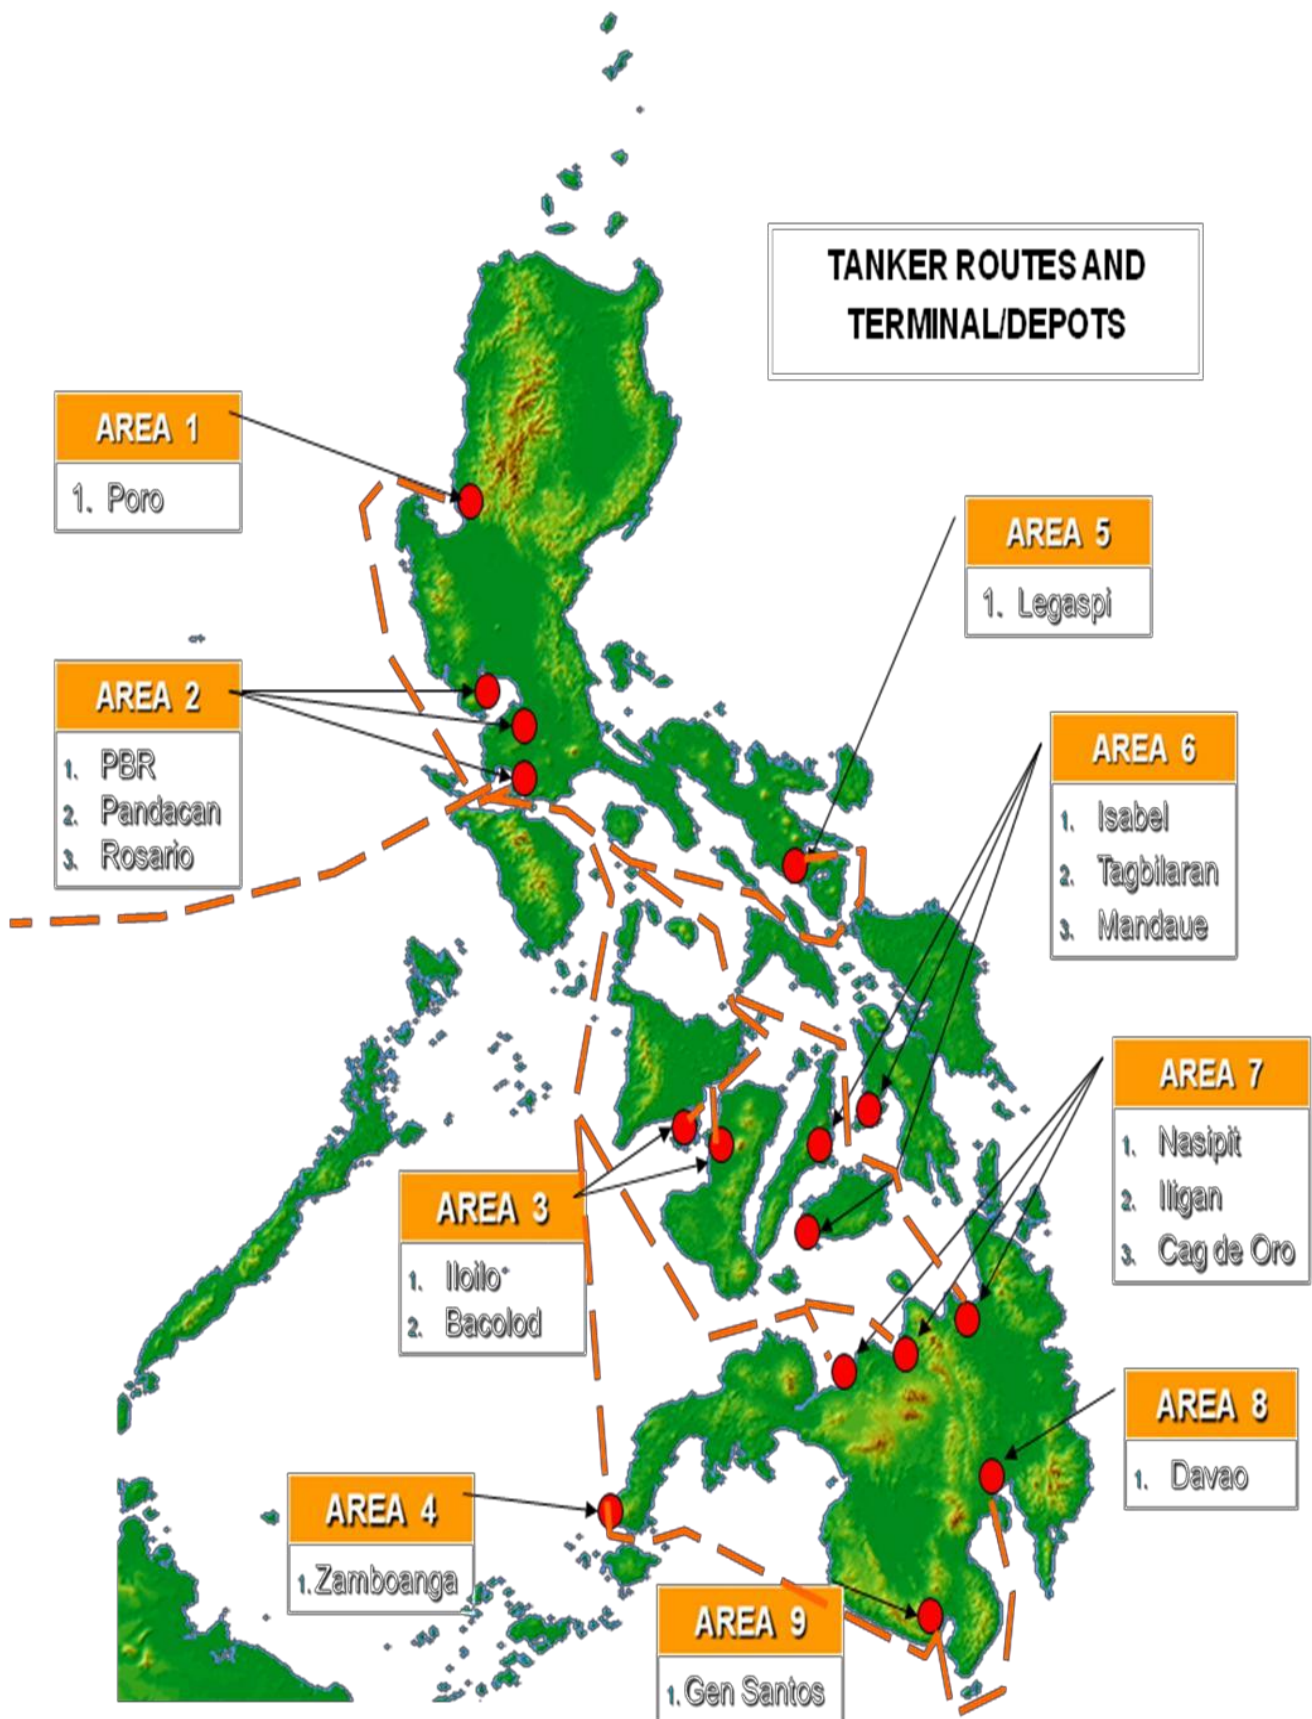 TANKER ROUTES AND
TERMINAL/DEPOTS
AREA 1
1. Poro
AREA 2
1. PBR
2. Pandacan
3. Rosario
AREA 5
1. Legaspi
AREA 6
1. Isabel
2. Tagbilaran
3. Mandaue
AREA 7
1. Nasipit
2. Iligan
3. Cag de Oro
AREA 3
1. Iloilo
2. Bacolod
AREA 8
1. Davao
AREA 4
1. Zamboanga
AREA 9
1. Gen Santos